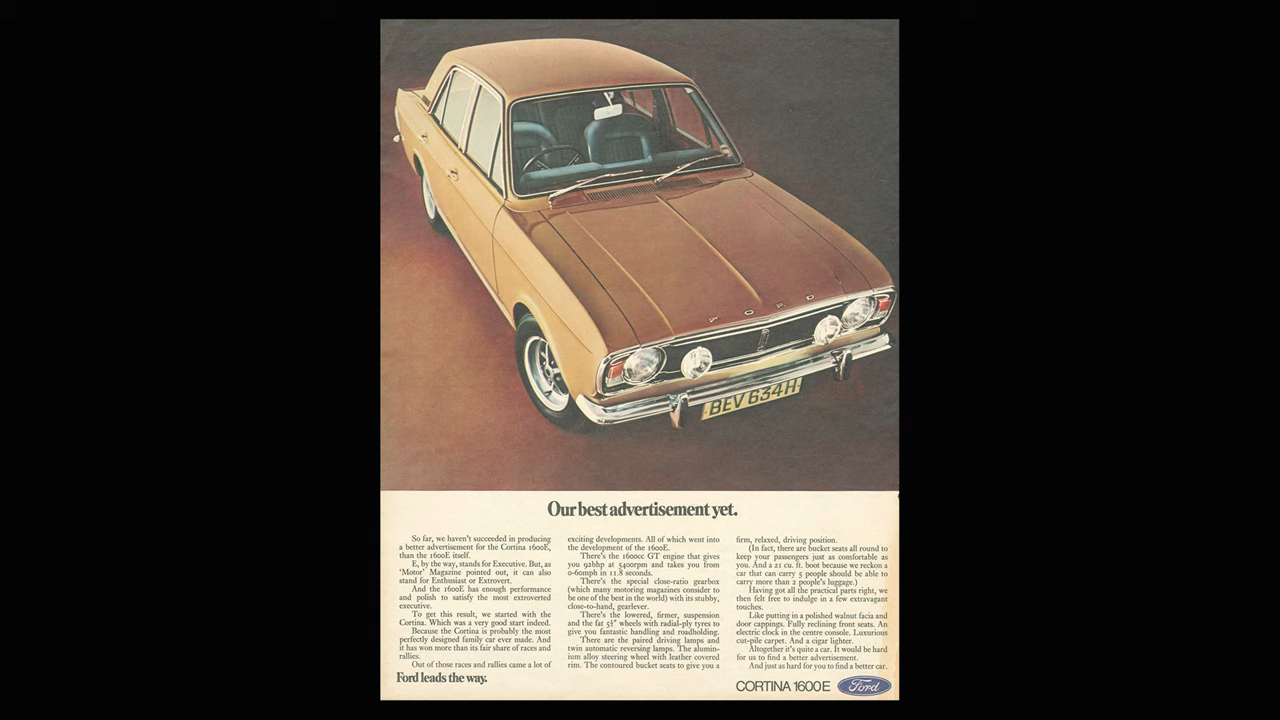 FORD
BEV 634H
Our best advertisement yet.
So far, we haven't succeeded in producing
a better advertisement for the Cortina 1600E,
than the 1600E itself.
E, by the way, stands for Executive. But, as
'Motor' Magazine pointed out, it can also
stand for Enthusiast or Extrovert.
And the 1600E has enough performance
and polish to satisfy the most extroverted
executive.
To get this result, we started with the
Cortina. Which was a very good start indeed.
Because the Cortina is probably the most
perfectly designed family car ever made. And
it has won more than its fair share of races and
rallies.
Out of those races and rallies came a lot of
exciting developments. All of which went into
the development of the 1600E.
There's the 1600cc GT engine that gives
you 92bhp at 5400rpm and takes you from
0-60mph in 11.8 seconds.
There's the special close-ratio gearbox
(which many motoring magazines consider to
be one of the best in the world) with its stubby,
close-to-hand, gearlever.
There's the lowered, firmer, suspension
and the fat 5½" wheels with radial-ply tyres to
give you fantastic handling and roadholding.
There are the paired driving lamps and
twin automatic reversing lamps. The alumin-
ium alloy steering wheel with leather covered
rim. The contoured bucket seats to give you a
firm, relaxed, driving position.
(In fact, there are bucket seats all round to
keep your passengers just as comfortable as
you. And a 21 cu. ft. boot because we reckon a
car that can carry 5 people should be able to
carry more than 2 people's luggage.)
Having got all the practical parts right, we
then felt free to indulge in a few extravagant
touches.
Like putting in a polished walnut facia and
door cappings. Fully reclining front seats. An
electric clock in the centre console. Luxurious
cut-pile carpet. And a cigar lighter.
Altogether it's quite a car. It would be hard
for us to find a better advertisement.
And just as hard for you to find a better car.
Ford leads the way.
CORTINA 1600E
Ford